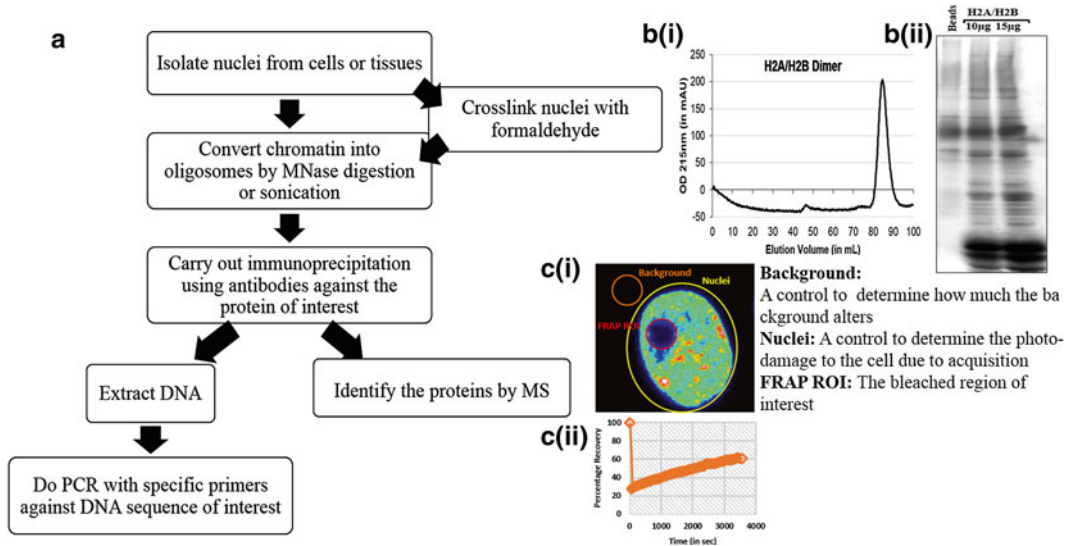 a
Isolate nuclei from cells or tissues
Crosslink nuclei with
formaldehyde
Convert chromatin into
oligosomes by MNase digestion
or sonication
Carry out immunoprecipitation
using antibodies against the
protein of interest
Extract DNA
Identify the proteins by MS
Do PCR with specific primers
against DNA sequence of interest
b(i)
H2A/H2B Dimer
OD 215nm (in mAU)
250
200
150
100
50
0
-50
0 10 20 30 40 50 60 70 80 90 100
Elution Volume (in mL)
b(ii)
Beads
H2A/H2B
10µg 15µg
c(i)
Background
Nuclei
FRAP ROI
Background:
A control to determine how much the ba
ckground alters
Nuclei: A control to determine the photo-
damage to the cell due to acquisition
FRAP ROI: The bleached region of
interest
c(ii)
Percentage Recovery
100
80
60
40
20
0
0 1000 2000 3000 4000
Time (in sec)